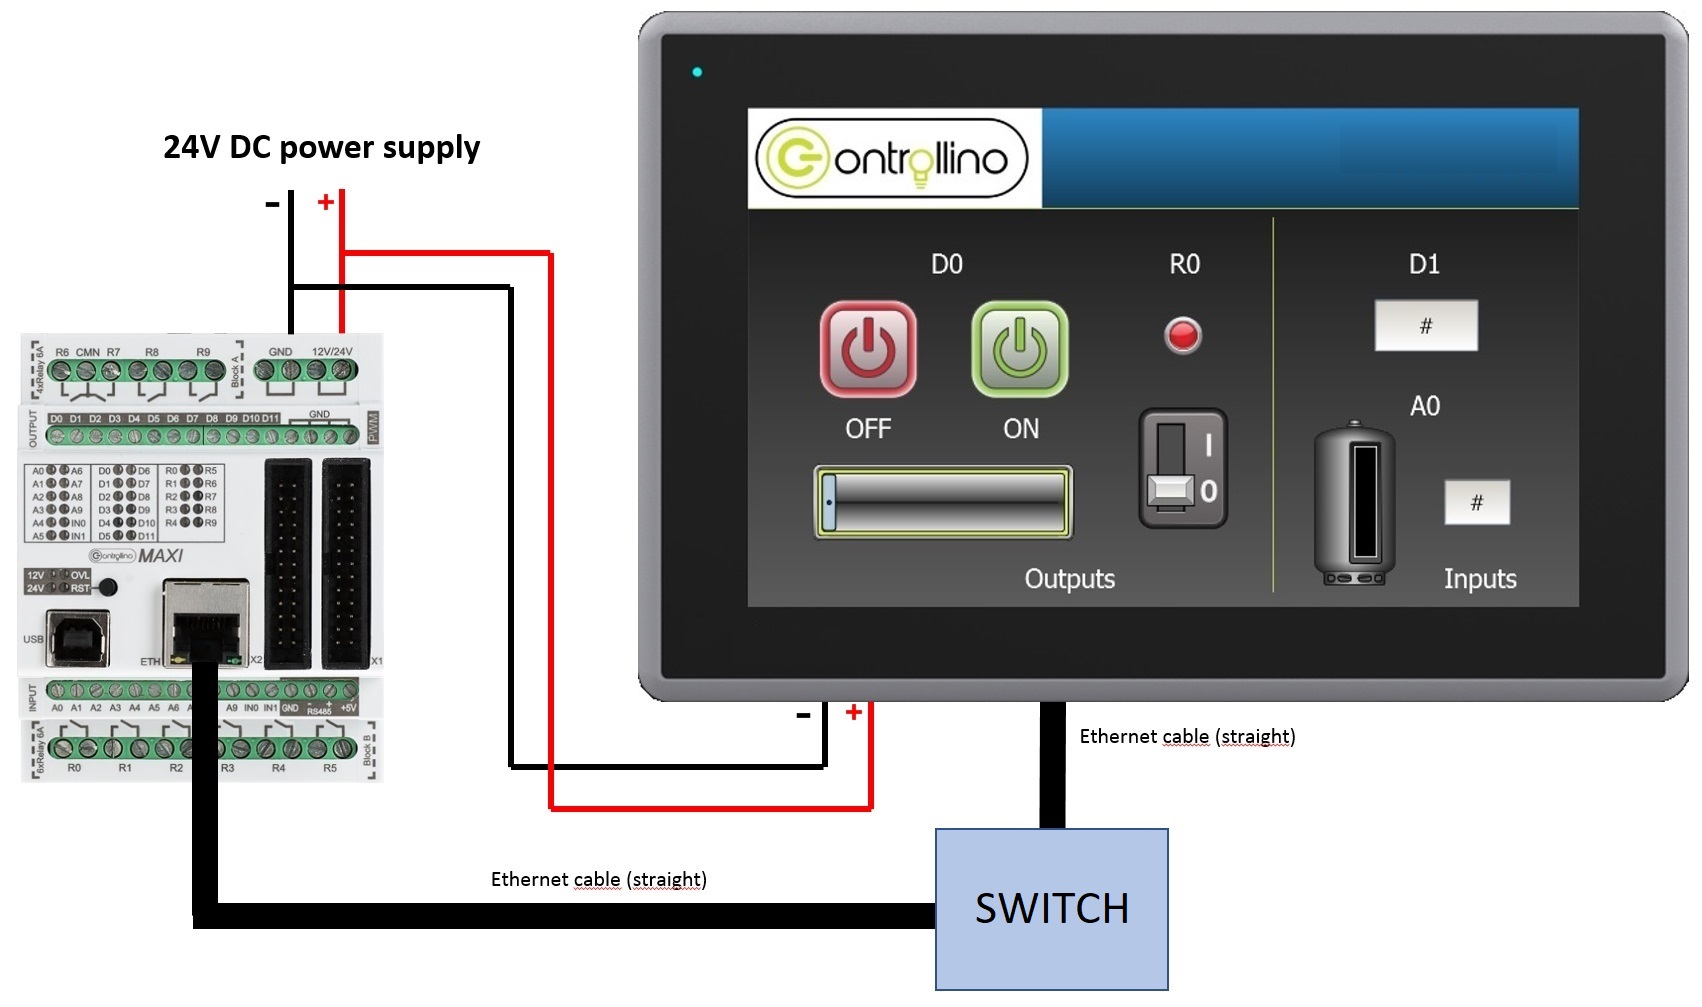 24V DC power supply
- +
Controllino
D0 R0 D1
#
OFF ON
A0
I
0
#
Outputs Inputs
4xRelay 6A
R6 CMN R7 R8 R9
Block A
GND 12V/24V
OUTPUT
D0 D1 D2 D3 D4 D5 D6 D7 D8 D9 D10 D11 GND
PWM
A0 A6 D0 D6 R0 R5
A1 A7 D1 D7 R1 R6
A2 A8 D2 D8 R2 R7
A3 A9 D3 D9 R3 R8
A4 IN0 D4 D10 R4 R9
A5 IN1 D5 D11
Controllino MAXI
12V OVL
24V RST
USB
ETH X2 X1
INPUT
A0 A1 A2 A3 A4 A5 A6 A9 IN0 IN1 GND - + +5V
RS485
6xRelay 6A
R0 R1 R2 R3 R4 R5
Block B
- +
Ethernet cable (straight)
Ethernet cable (straight)
SWITCH